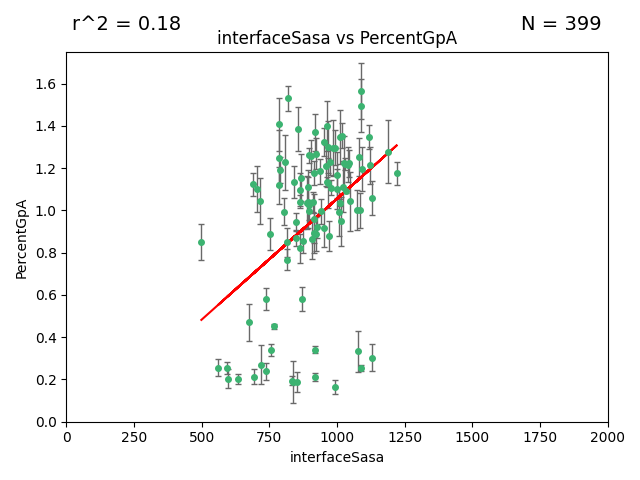 r^2 = 0.18
N = 399
interfaceSasa vs PercentGpA
PercentGpA
1.6
1.4
1.2
1.0
0.8
0.6
0.4
0.2
0.0
0 250 500 750 1000 1250 1500 1750 2000
interfaceSasa